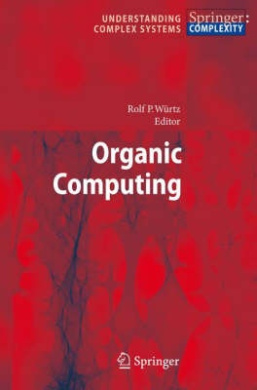 UNDERSTANDING
COMPLEX SYSTEMS
Springer:
COMPLEXITY
Rolf P. Würtz
Editor
Organic
Computing
Springer